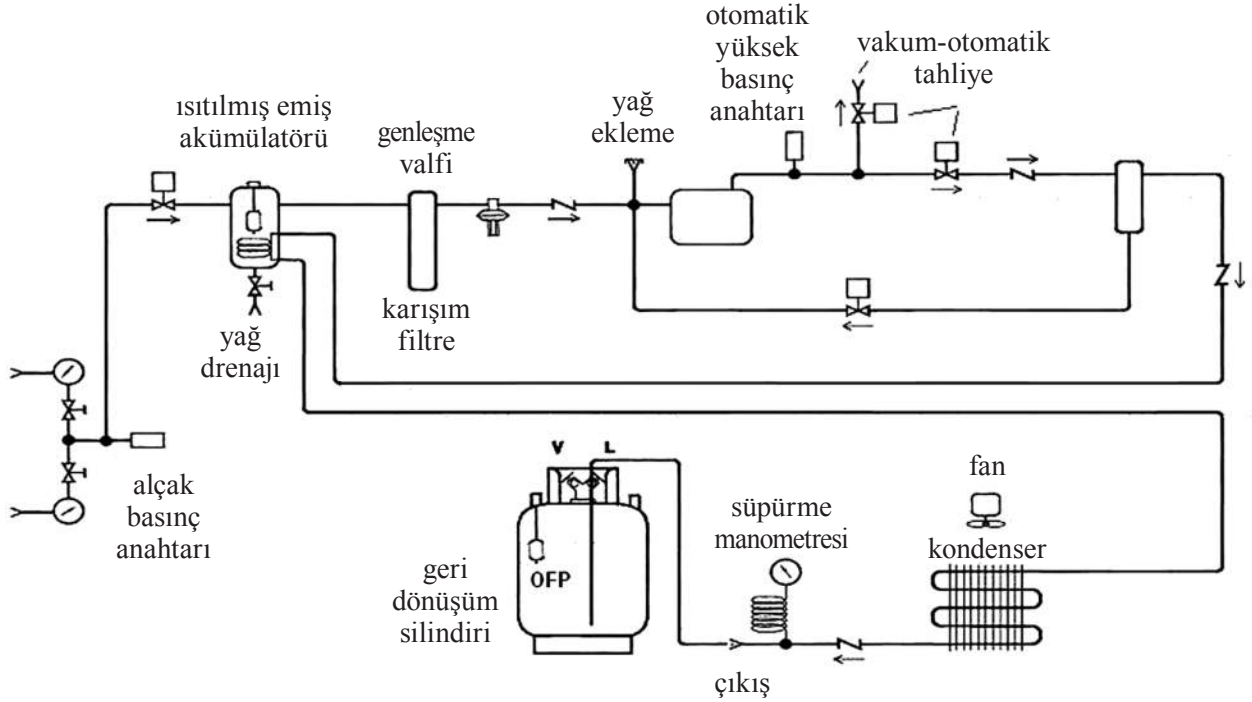 otomatik
yüksek
basınç
anahtarı
vakum-otomatik
tahliye
ısıtılmış emiş
akümülatörü
genleşme
valfi
yağ
ekleme
karışım
filtre
yağ
drenajı
alçak
basınç
anahtarı
V L
OFP
geri
dönüşüm
silindiri
süpürme
manometresi
fan
kondenser
çıkış